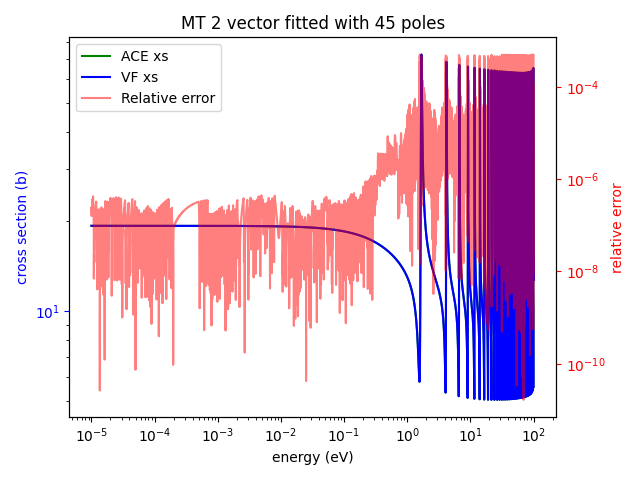 MT 2 vector fitted with 45 poles
ACE xs
VF xs
Relative error
cross section (b)
10¹
10⁻⁴
10⁻⁶
10⁻⁸
10⁻¹⁰
relative error
10⁻⁵ 10⁻⁴ 10⁻³ 10⁻² 10⁻¹ 10⁰ 10¹ 10²
energy (eV)